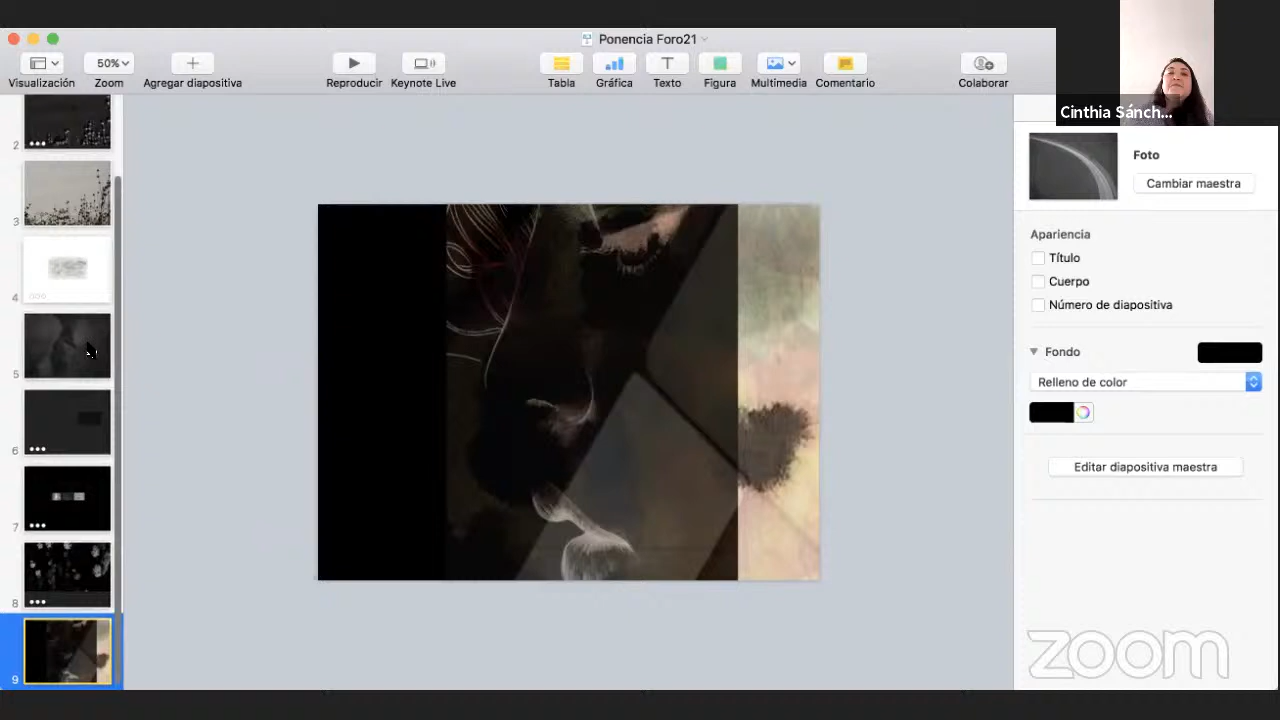 Ponencia Foro21
50%
Visualización Zoom Agregar diapositiva Reproducir Keynote Live Tabla Gráfica Texto Figura Multimedia Comentario Colaborar
Cinthia Sánch...
2
3
4
5
6
7
8
9
Foto
Cambiar maestra
Apariencia
Título
Cuerpo
Número de diapositiva
Fondo
Relleno de color
Editar diapositiva maestra
zoom